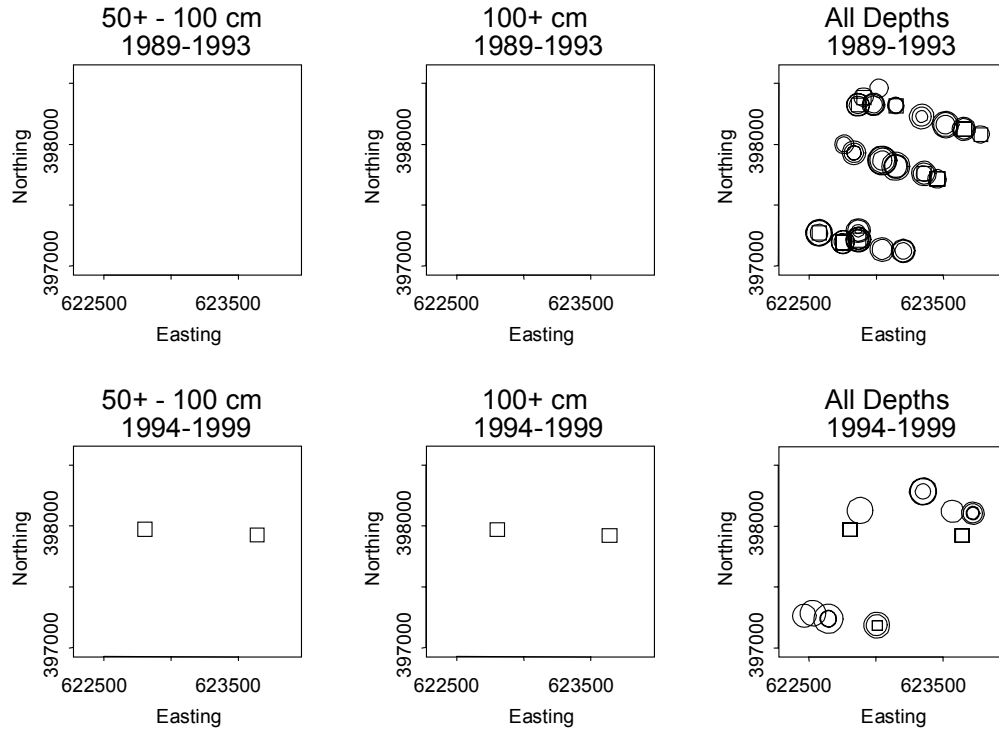 50+ - 100 cm
1989-1993
100+ cm
1989-1993
All Depths
1989-1993
Northing
397000
398000
622500
623500
Easting
Northing
397000
398000
622500
623500
Easting
Northing
397000
398000
622500
623500
Easting
50+ - 100 cm
1994-1999
100+ cm
1994-1999
All Depths
1994-1999
Northing
397000
398000
622500
623500
Easting
Northing
397000
398000
622500
623500
Easting
Northing
397000
398000
622500
623500
Easting